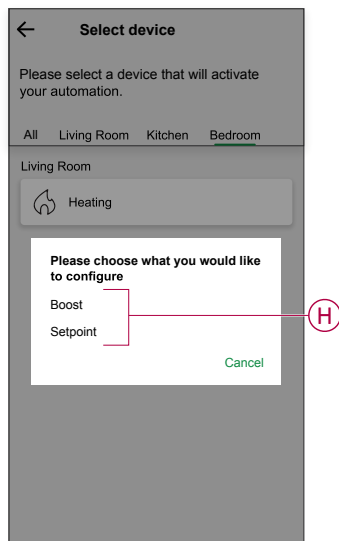 Select device
Please select a device that will activate
your automation.
All Living Room Kitchen Bedroom
Living Room
Heating
Please choose what you would like
to configure
Boost
Setpoint
H
Cancel